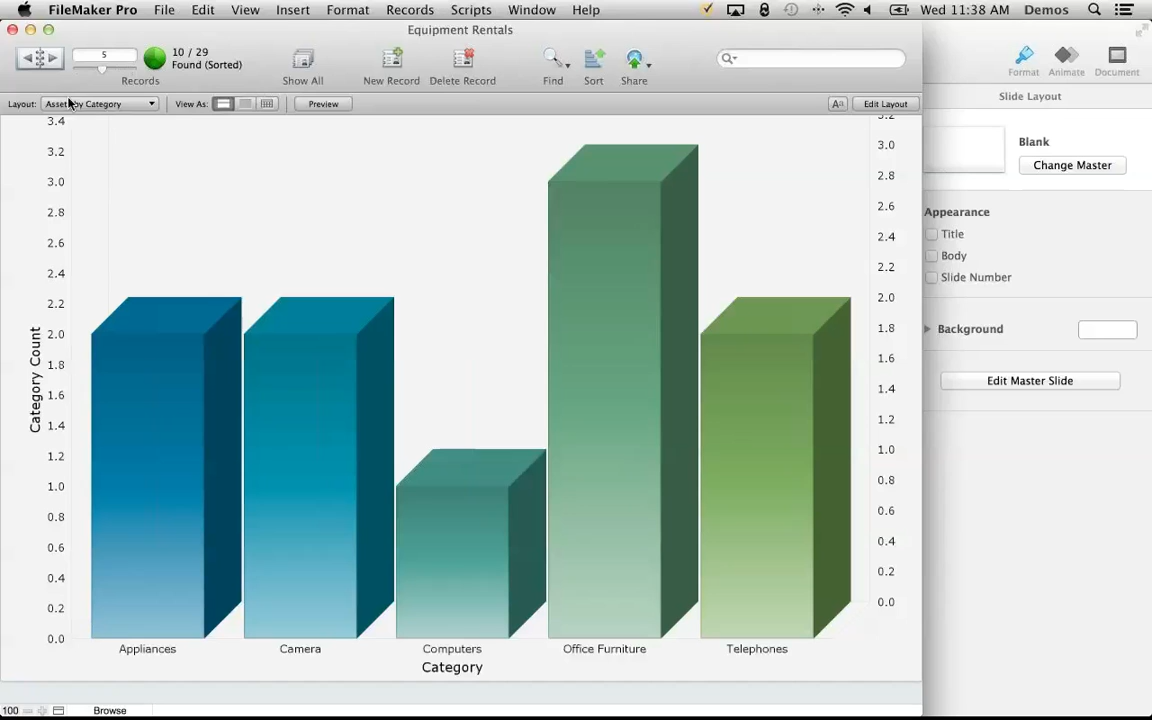 FileMaker Pro File Edit View Insert Format Records Scripts Window Help Wed 11:38 AM Demos
Equipment Rentals
5
10 / 29
Found (Sorted)
Records
Show All
New Record
Delete Record
Find
Sort
Share
Format
Animate
Document
Layout:
by Category
View As:
Preview
Aa
Edit Layout
Slide Layout
Blank
Change Master
Appearance
Title
Body
Slide Number
Background
Edit Master Slide
3.4
3.2
3.0
2.8
2.6
2.4
2.2
2.0
1.8
1.6
1.4
1.2
1.0
0.8
0.6
0.4
0.2
0.0
Category Count
3.2
3.0
2.8
2.6
2.4
2.2
2.0
1.8
1.6
1.4
1.2
1.0
0.8
0.6
0.4
0.2
0.0
Appliances
Camera
Computers
Office Furniture
Telephones
Category
100
Browse